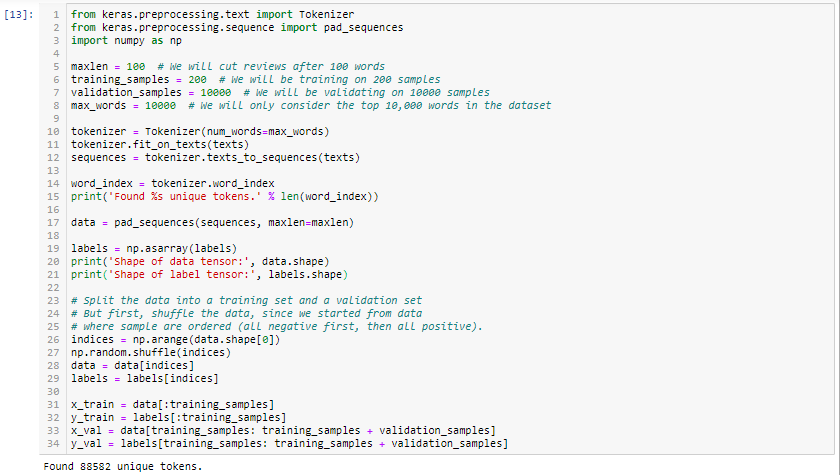 [13]:
1 from keras.preprocessing.text import Tokenizer
2 from keras.preprocessing.sequence import pad_sequences
3 import numpy as np
4
5 maxlen = 100  # We will cut reviews after 100 words
6 training_samples = 200  # We will be training on 200 samples
7 validation_samples = 10000  # We will be validating on 10000 samples
8 max_words = 10000  # We will only consider the top 10,000 words in the dataset
9
10 tokenizer = Tokenizer(num_words=max_words)
11 tokenizer.fit_on_texts(texts)
12 sequences = tokenizer.texts_to_sequences(texts)
13
14 word_index = tokenizer.word_index
15 print('Found %s unique tokens.' % len(word_index))
16
17 data = pad_sequences(sequences, maxlen=maxlen)
18
19 labels = np.asarray(labels)
20 print('Shape of data tensor:', data.shape)
21 print('Shape of label tensor:', labels.shape)
22
23 # Split the data into a training set and a validation set
24 # But first, shuffle the data, since we started from data
25 # where sample are ordered (all negative first, then all positive).
26 indices = np.arange(data.shape[0])
27 np.random.shuffle(indices)
28 data = data[indices]
29 labels = labels[indices]
30
31 x_train = data[:training_samples]
32 y_train = labels[:training_samples]
33 x_val = data[training_samples: training_samples + validation_samples]
34 y_val = labels[training_samples: training_samples + validation_samples]
Found 88582 unique tokens.